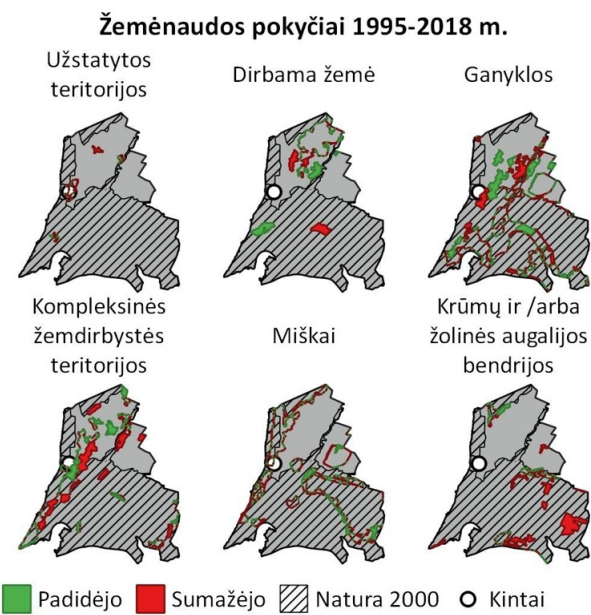 Žemėnaudos pokyčiai 1995-2018 m.
Užstatytos
teritorijos
Dirbama žemė
Ganyklos
Kompleksinės
žemdirbystės
teritorijos
Miškai
Krūmų ir /arba
žolinės augalijos
bendrijos
Padidėjo
Sumažėjo
Natura 2000
Kintai